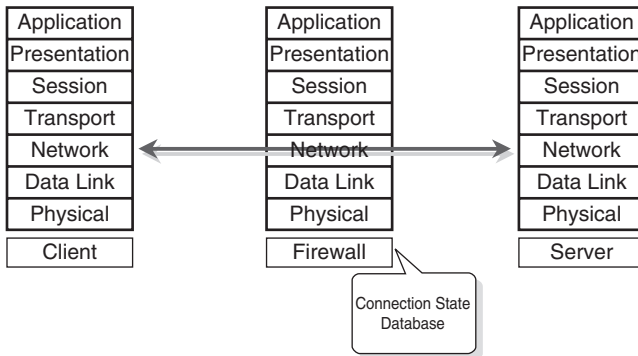 Application
Presentation
Session
Transport
Network
Data Link
Physical
Client
Application
Presentation
Session
Transport
Network
Data Link
Physical
Firewall
Connection State
Database
Application
Presentation
Session
Transport
Network
Data Link
Physical
Server